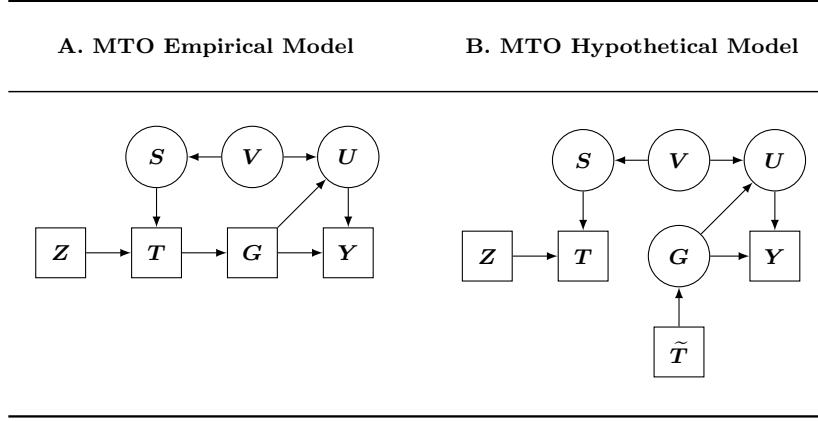 A. MTO Empirical Model B. MTO Hypothetical Model
S V U S V U
Z T G Y Z T G Y
T̃